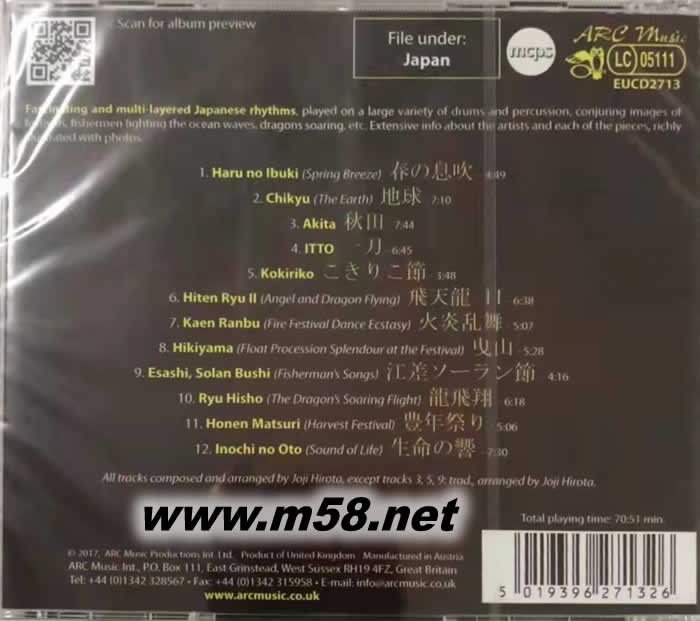 Scan for album preview
File under:
Japan
mcps
ARC Music
LC 05111
EUCD2713
Fascinating and multi-layered Japanese rhythms, played on a large variety of drums and percussion, conjuring images of
fishermen fighting the ocean waves, dragons soaring, etc. Extensive info about the artists and each of the pieces, richly
illustrated with photos.
1. Haru no Ibuki (Spring Breeze) 春の息吹 4:49
2. Chikyu (The Earth) 地球 7:10
3. Akita 秋田 7:44
4. ITTO 一月 6:45
5. Kokiriko こきりこ節 3:48
6. Hiten Ryu II (Angel and Dragon Flying) 飛天龍 II 6:38
7. Kaen Ranbu (Fire Festival Dance Ecstasy) 火炎乱舞 5:07
8. Hikiyama (Float Procession Splendour at the Festival) 曳山 5:28
9. Esashi, Solan Bushi (Fisherman's Songs) 江差ソーラン節 4:16
10. Ryu Hisho (The Dragon's Soaring Flight) 龍飛翔 6:18
11. Honen Matsuri (Harvest Festival) 豊年祭り 5:06
12. Inochi no Oto (Sound of Life) 生命の響 7:30
All tracks composed and arranged by Joji Hirota, except tracks 3, 5, 9: trad., arranged by Joji Hirota.
www.m58.net
Total playing time: 70:51 min.
© 2017, ARC Music Productions Int. Ltd. · Product of United Kingdom · Manufactured in Austria
ARC Music Int., P.O. Box 111, East Grinstead, West Sussex RH19 4FZ, Great Britain
Tel: +44 (0)1342 328567 · Fax: +44 (0)1342 315958 · E-mail: info@arcmusic.co.uk
www.arcmusic.co.uk
5 019396 271326